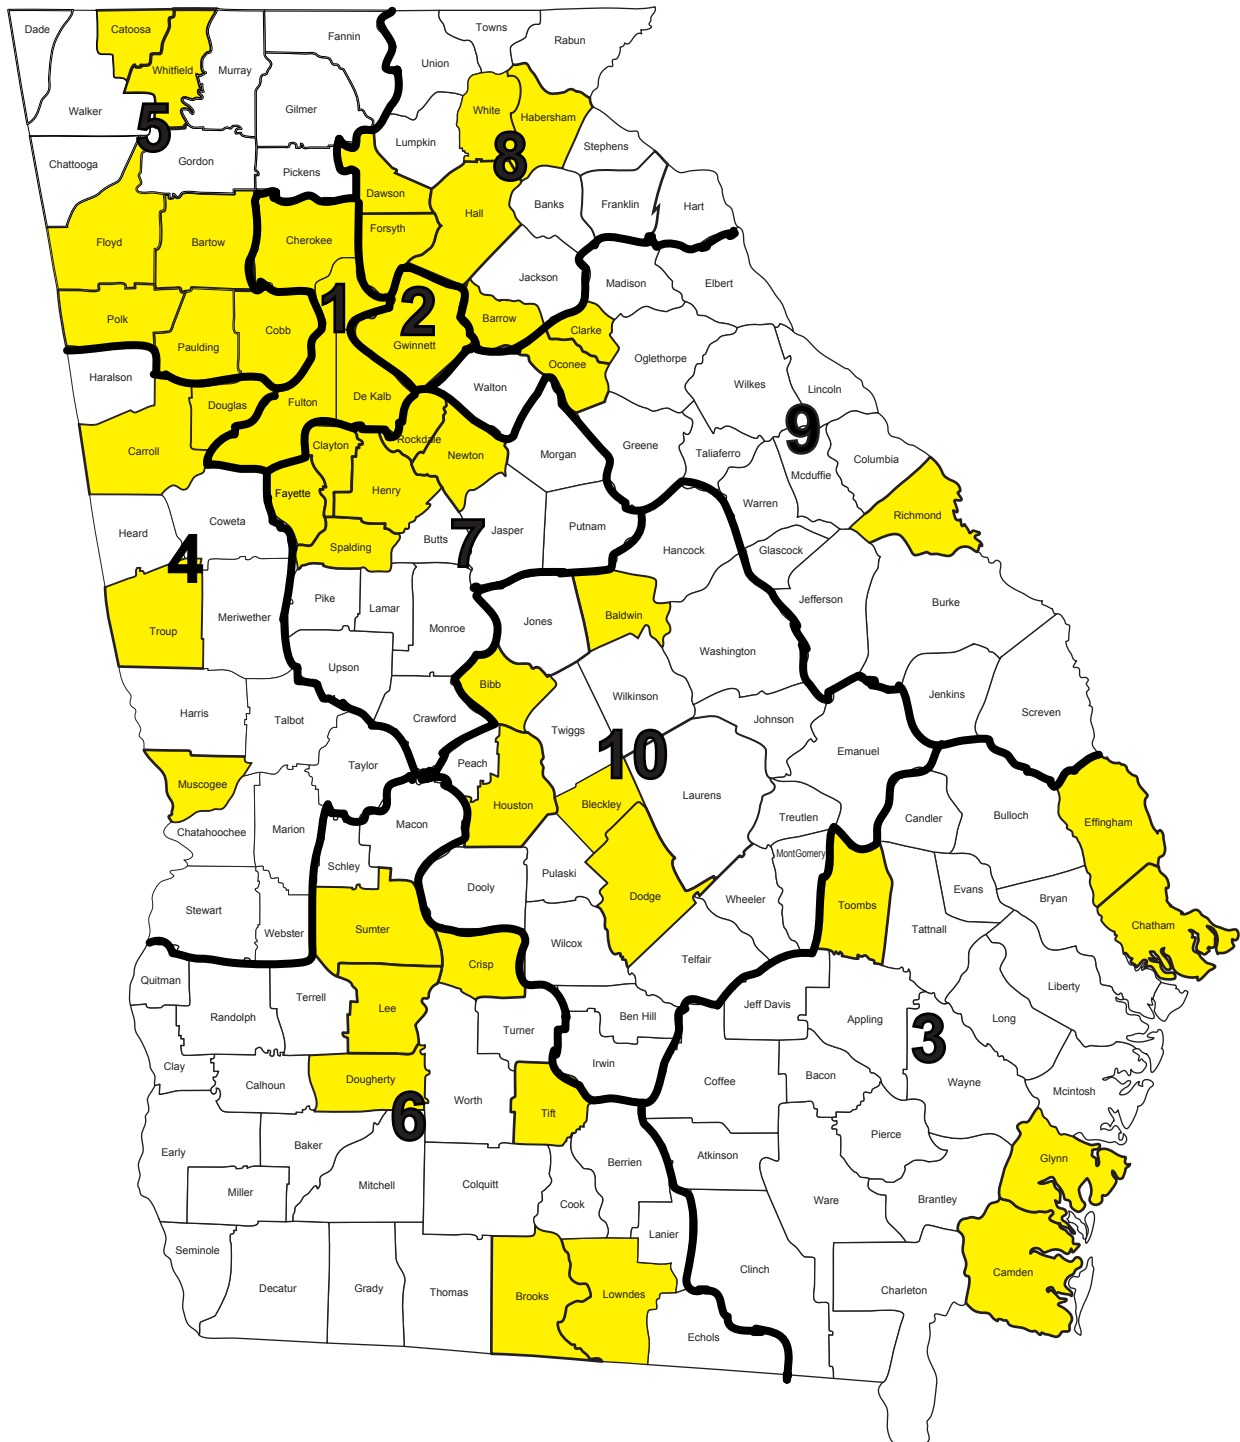 Dade
Catoosa
Fannin
Towns
Rabun
Union
Whitfield
Murray
Walker
Gilmer
White
Habersham
5
Lumpkin
Stephens
8
Chattooga
Gordon
Pickens
Dawson
Banks
Franklin
Hart
Hall
Floyd
Bartow
Cherokee
Forsyth
Jackson
Madison
Elbert
1
2
Polk
Cobb
Barrow
Clarke
Paulding
Gwinnett
Oconee
Oglethorpe
Haralson
Walton
Wilkes
Lincoln
Douglas
Fulton
De Kalb
9
Carroll
Clayton
Rockdale
Newton
Morgan
Greene
Taliaferro
Columbia
Mcduffie
Fayette
Henry
Warren
Richmond
Heard
Coweta
4
Spalding
Butts
7
Jasper
Putnam
Hancock
Glascock
Troup
Meriwether
Pike
Lamar
Monroe
Jones
Baldwin
Jefferson
Burke
Washington
Upson
Bibb
Wilkinson
Jenkins
Screven
Harris
Talbot
Crawford
Twiggs
Johnson
10
Emanuel
Taylor
Peach
Muscogee
Houston
Bleckley
Laurens
Chatahoochee
Marion
Macon
Treutlen
Candler
Bulloch
Effingham
Schley
MontGomery
Dooly
Pulaski
Stewart
Dodge
Wheeler
Toombs
Evans
Bryan
Webster
Sumter
Tattnall
Chatham
Wilcox
Crisp
Telfair
Quitman
Terrell
Lee
Liberty
Randolph
Turner
Ben Hill
Jeff Davis
Appling
Long
3
Clay
Calhoun
Dougherty
Irwin
Coffee
Bacon
Wayne
Mcintosh
6
Worth
Tift
Early
Baker
Berrien
Atkinson
Pierce
Glynn
Miller
Mitchell
Colquitt
Cook
Ware
Brantley
Seminole
Lanier
Decatur
Grady
Thomas
Brooks
Lowndes
Clinch
Charleton
Camden
Echols